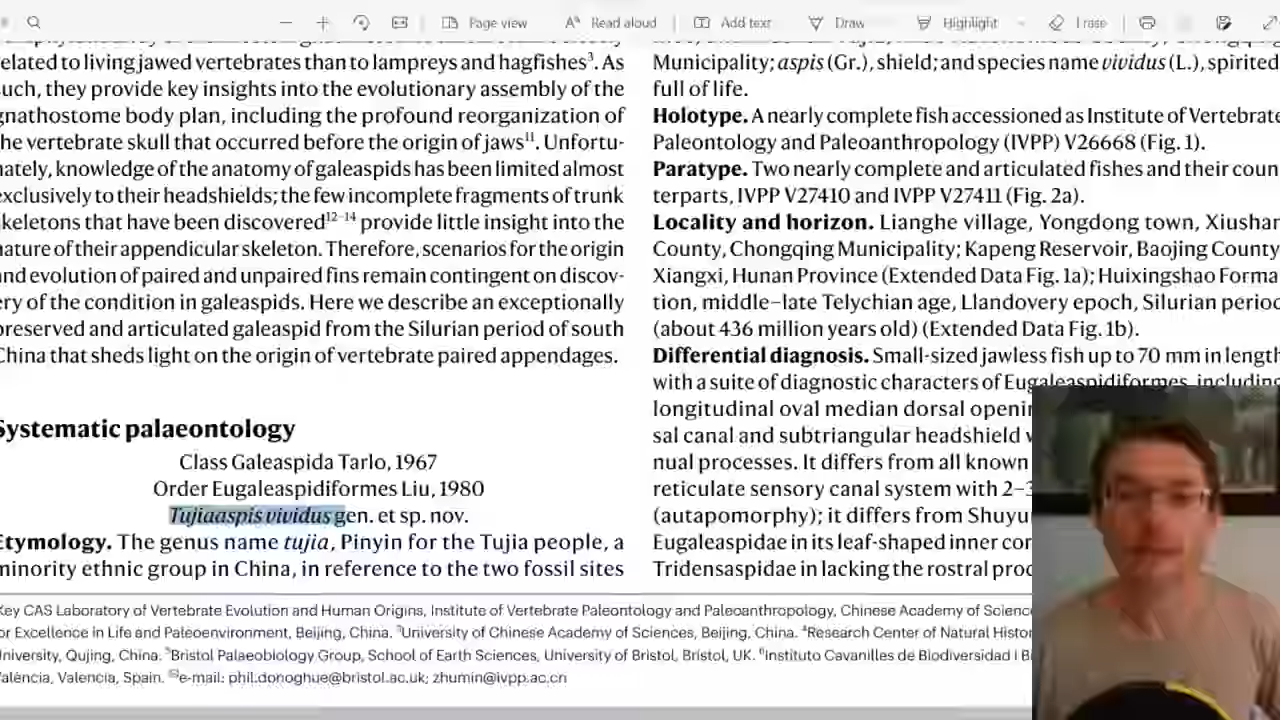 Page view
Read aloud
Add text
Draw
Highlight
elated to living jawed vertebrates than to lampreys and hagfishes³. As
uch, they provide key insights into the evolutionary assembly of the
gnathostome body plan, including the profound reorganization of
he vertebrate skull that occurred before the origin of jaws¹¹. Unfortu-
nately, knowledge of the anatomy of galeaspids has been limited almost
exclusively to their headshields; the few incomplete fragments of trunk
skeletons that have been discovered¹²⁻¹⁴ provide little insight into the
nature of their appendicular skeleton. Therefore, scenarios for the origin
and evolution of paired and unpaired fins remain contingent on discov-
ery of the condition in galeaspids. Here we describe an exceptionally
preserved and articulated galeaspid from the Silurian period of south
China that sheds light on the origin of vertebrate paired appendages.
Systematic palaeontology
Class Galeaspida Tarlo, 1967
Order Eugaleaspidiformes Liu, 1980
Tujiaaspis vividus gen. et sp. nov.
Etymology. The genus name tujia, Pinyin for the Tujia people, a
minority ethnic group in China, in reference to the two fossil sites
Municipality; aspis (Gr.), shield; and species name vividus (L.), spirited
full of life.
Holotype. A nearly complete fish accessioned as Institute of Vertebrate
Paleontology and Paleoanthropology (IVPP) V26668 (Fig. 1).
Paratype. Two nearly complete and articulated fishes and their coun
terparts, IVPP V27410 and IVPP V27411 (Fig. 2a).
Locality and horizon. Lianghe village, Yongdong town, Xiushan
County, Chongqing Municipality; Kapeng Reservoir, Baojing County
Xiangxi, Hunan Province (Extended Data Fig. 1a); Huixingshao Forma
tion, middle–late Telychian age, Llandovery epoch, Silurian period
(about 436 million years old) (Extended Data Fig. 1b).
Differential diagnosis. Small-sized jawless fish up to 70 mm in length
with a suite of diagnostic characters of Eugaleaspidiformes, including
longitudinal oval median dorsal openin
sal canal and subtriangular headshield
nual processes. It differs from all known
reticulate sensory canal system with 2–3
(autapomorphy); it differs from Shuyu
Eugaleaspidae in its leaf-shaped inner cor
Tridensaspidae in lacking the rostral proc
Key CAS Laboratory of Vertebrate Evolution and Human Origins, Institute of Vertebrate Paleontology and Paleoanthropology, Chinese Academy of Science
or Excellence in Life and Paleoenvironment, Beijing, China. ³University of Chinese Academy of Sciences, Beijing, China. ⁴Research Center of Natural Histor
University, Qujing, China. ⁵Bristol Palaeobiology Group, School of Earth Sciences, University of Bristol, Bristol, UK. ⁶Instituto Cavanilles de Biodiversidad i Bi
València, Valencia, Spain. e-mail: phil.donoghue@bristol.ac.uk; zhumin@ivpp.ac.cn